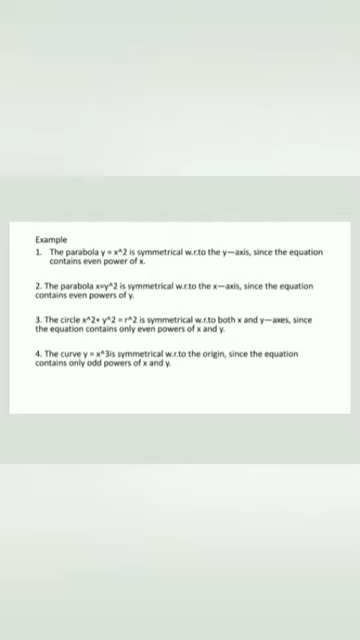 Example
1. The parabola y = x^2 is symmetrical w.r.to the y—axis, since the equation
contains even power of x.
2. The parabola x=y^2 is symmetrical w.r.to the x—axis, since the equation
contains even powers of y.
3. The circle x^2+ y^2 = r^2 is symmetrical w.r.to both x and y—axes, since
the equation contains only even powers of x and y.
4. The curve y = x^3is symmetrical w.r.to the origin, since the equation
contains only odd powers of x and y.